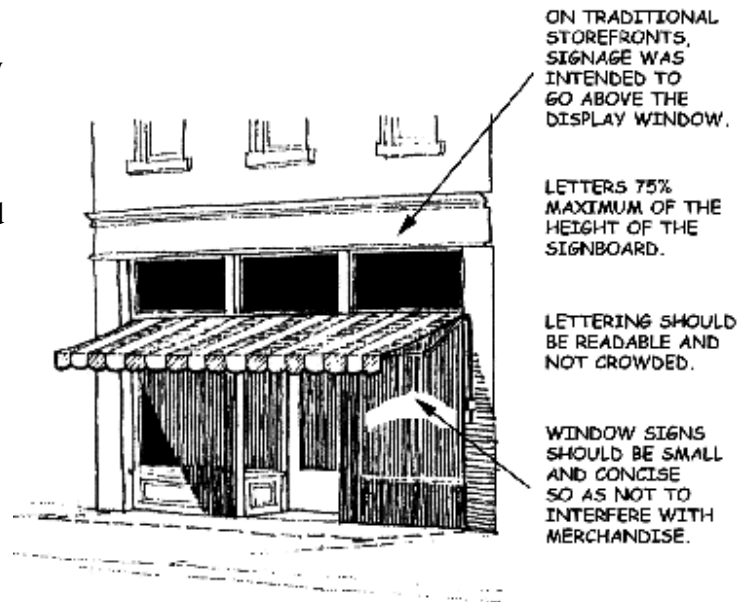 ON TRADITIONAL
STOREFRONTS,
SIGNAGE WAS
INTENDED TO
GO ABOVE THE
DISPLAY WINDOW.
LETTERS 75%
MAXIMUM OF THE
HEIGHT OF THE
SIGNBOARD.
LETTERING SHOULD
BE READABLE AND
NOT CROWDED.
WINDOW SIGNS
SHOULD BE SMALL
AND CONCISE
SO AS NOT TO
INTERFERE WITH
MERCHANDISE.